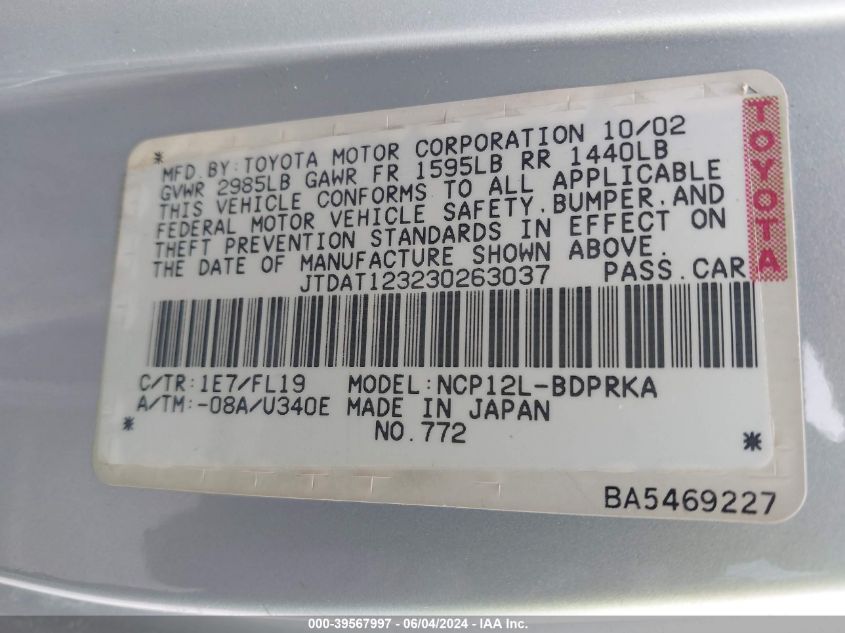 MFD.BY:TOYOTA MOTOR CORPORATION 10/02
GVWR 2985LB GAWR FR 1595LB RR 1440LB
THIS VEHICLE CONFORMS TO ALL APPLICABLE
FEDERAL MOTOR VEHICLE SAFETY,BUMPER,AND
THEFT PREVENTION STANDARDS IN EFFECT ON
THE DATE OF MANUFACTURE SHOWN ABOVE.
JTDAT123230263037 PASS.CAR
TOYOTA
C/TR:1E7/FL19 MODEL:NCP12L-BDPRKA
A/TM:-08A/U340E MADE IN JAPAN
NO.772
BA5469227
000-39567997 - 06/04/2024 - IAA Inc.